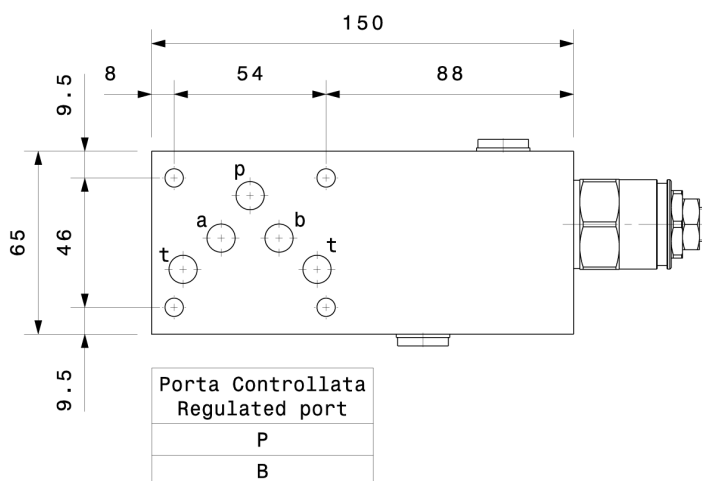 150
8 54 88
9.5
65 46
9.5
p
a b
t t
Porta Controllata
Regulated port
P
B